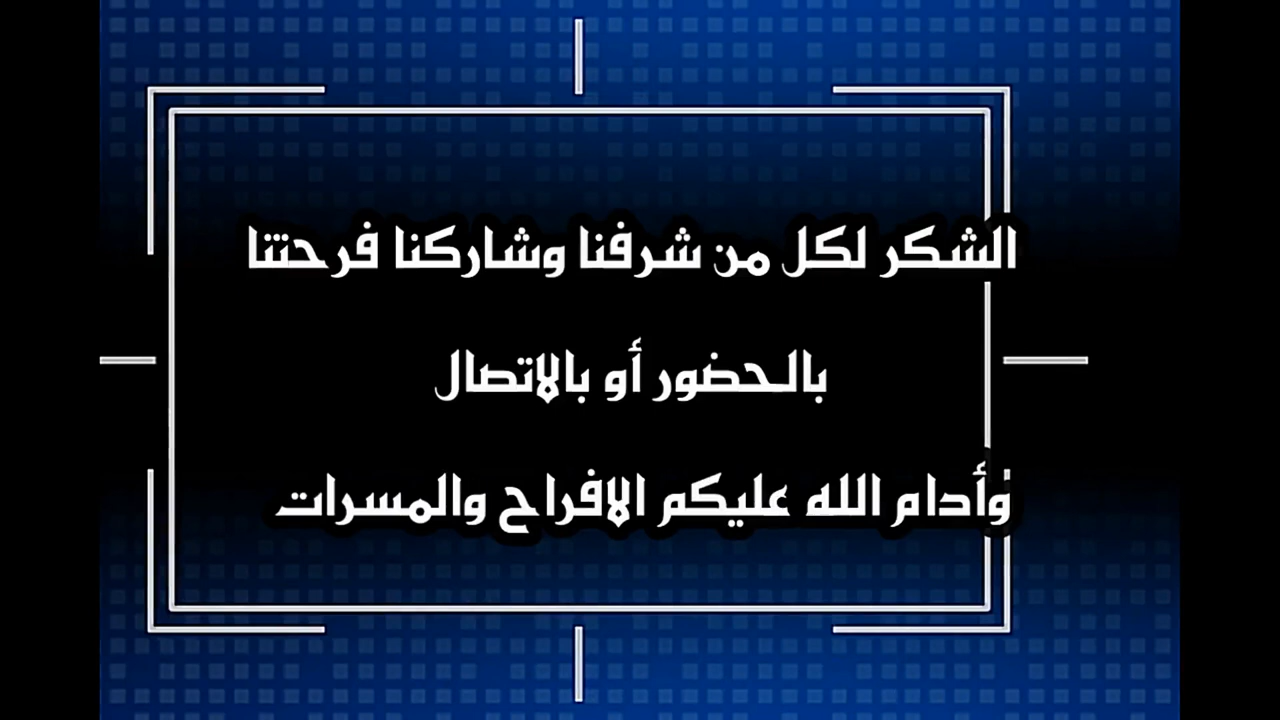 الشكر لكل من شرفنا وشاركنا فرحتنا
بالحضور أو بالاتصال
وأدام الله عليكم الافراح والمسرات